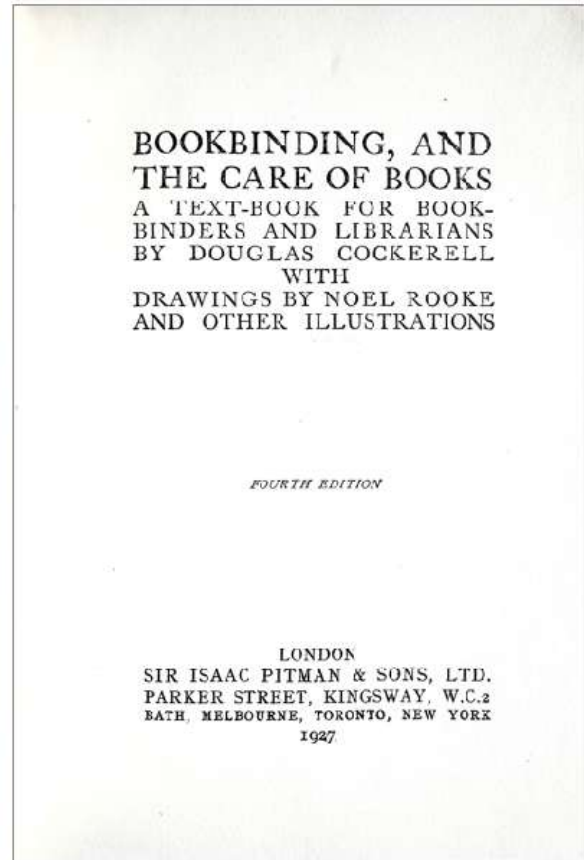 BOOKBINDING, AND
THE CARE OF BOOKS
A TEXT-BOOK FOR BOOK-
BINDERS AND LIBRARIANS
BY DOUGLAS COCKERELL
WITH
DRAWINGS BY NOEL ROOKE
AND OTHER ILLUSTRATIONS
FOURTH EDITION
LONDON
SIR ISAAC PITMAN & SONS, LTD.
PARKER STREET, KINGSWAY, W.C.2
BATH, MELBOURNE, TORONTO, NEW YORK
1927